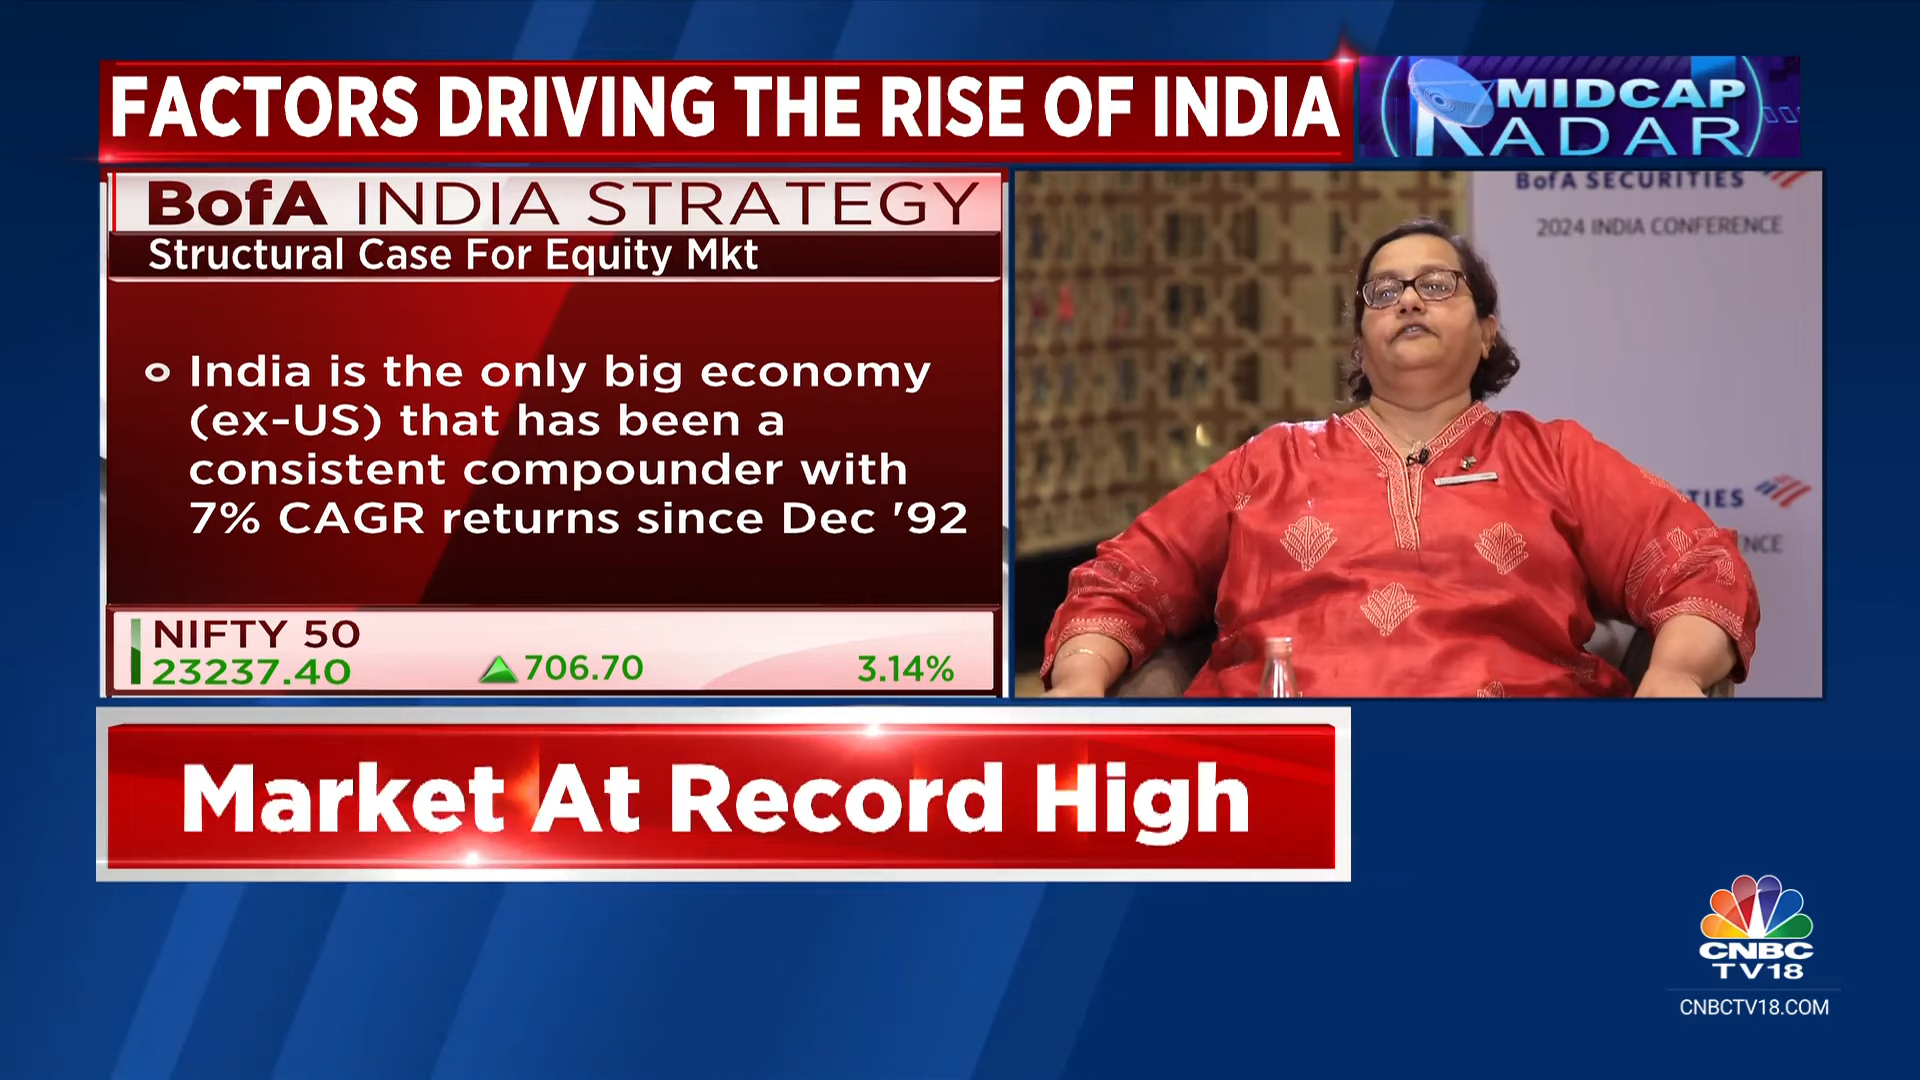 FACTORS DRIVING THE RISE OF INDIA
MIDCAP
RADAR
BofA INDIA STRATEGY
Structural Case For Equity Mkt
o India is the only big economy
(ex-US) that has been a
consistent compounder with
7% CAGR returns since Dec '92
NIFTY 50
23237.40 706.70 3.14%
BofA SECURITIES
2024 INDIA CONFERENCE
TIES
NCE
Market At Record High
CNBC
TV18
CNBCTV18.COM